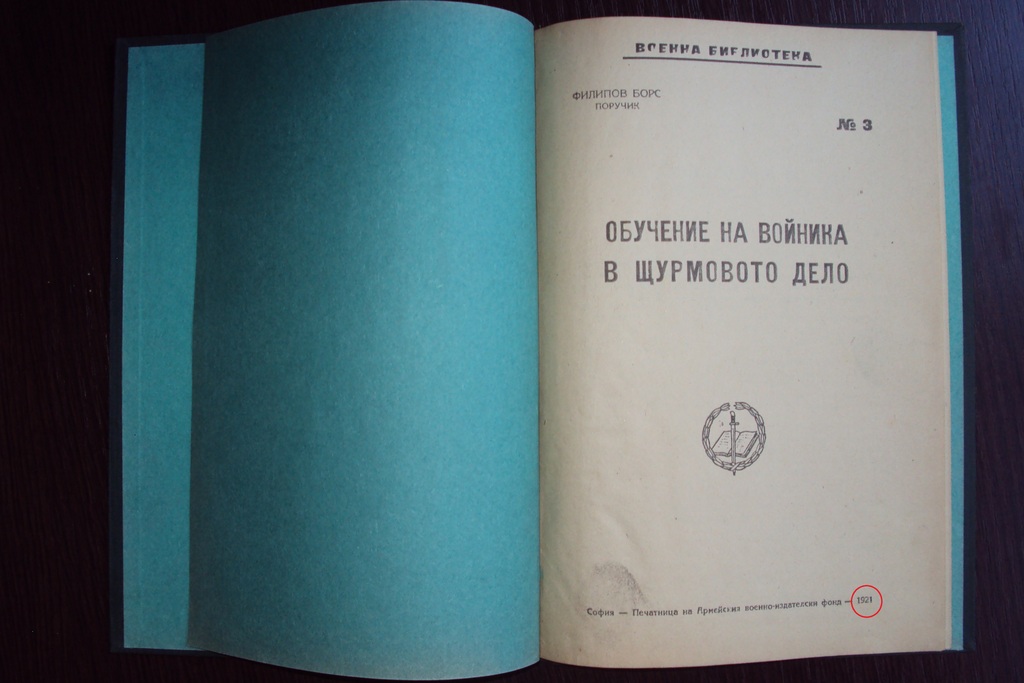 ВОЕННА БИБЛИОТЕКА
ФИЛИПОВ БОРС
ПОРУЧИК
№ 3
ОБУЧЕНИЕ НА ВОЙНИКА
В ЩУРМОВОТО ДЕЛО
София — Печатница на Армейския военно-издателски фонд — 1921